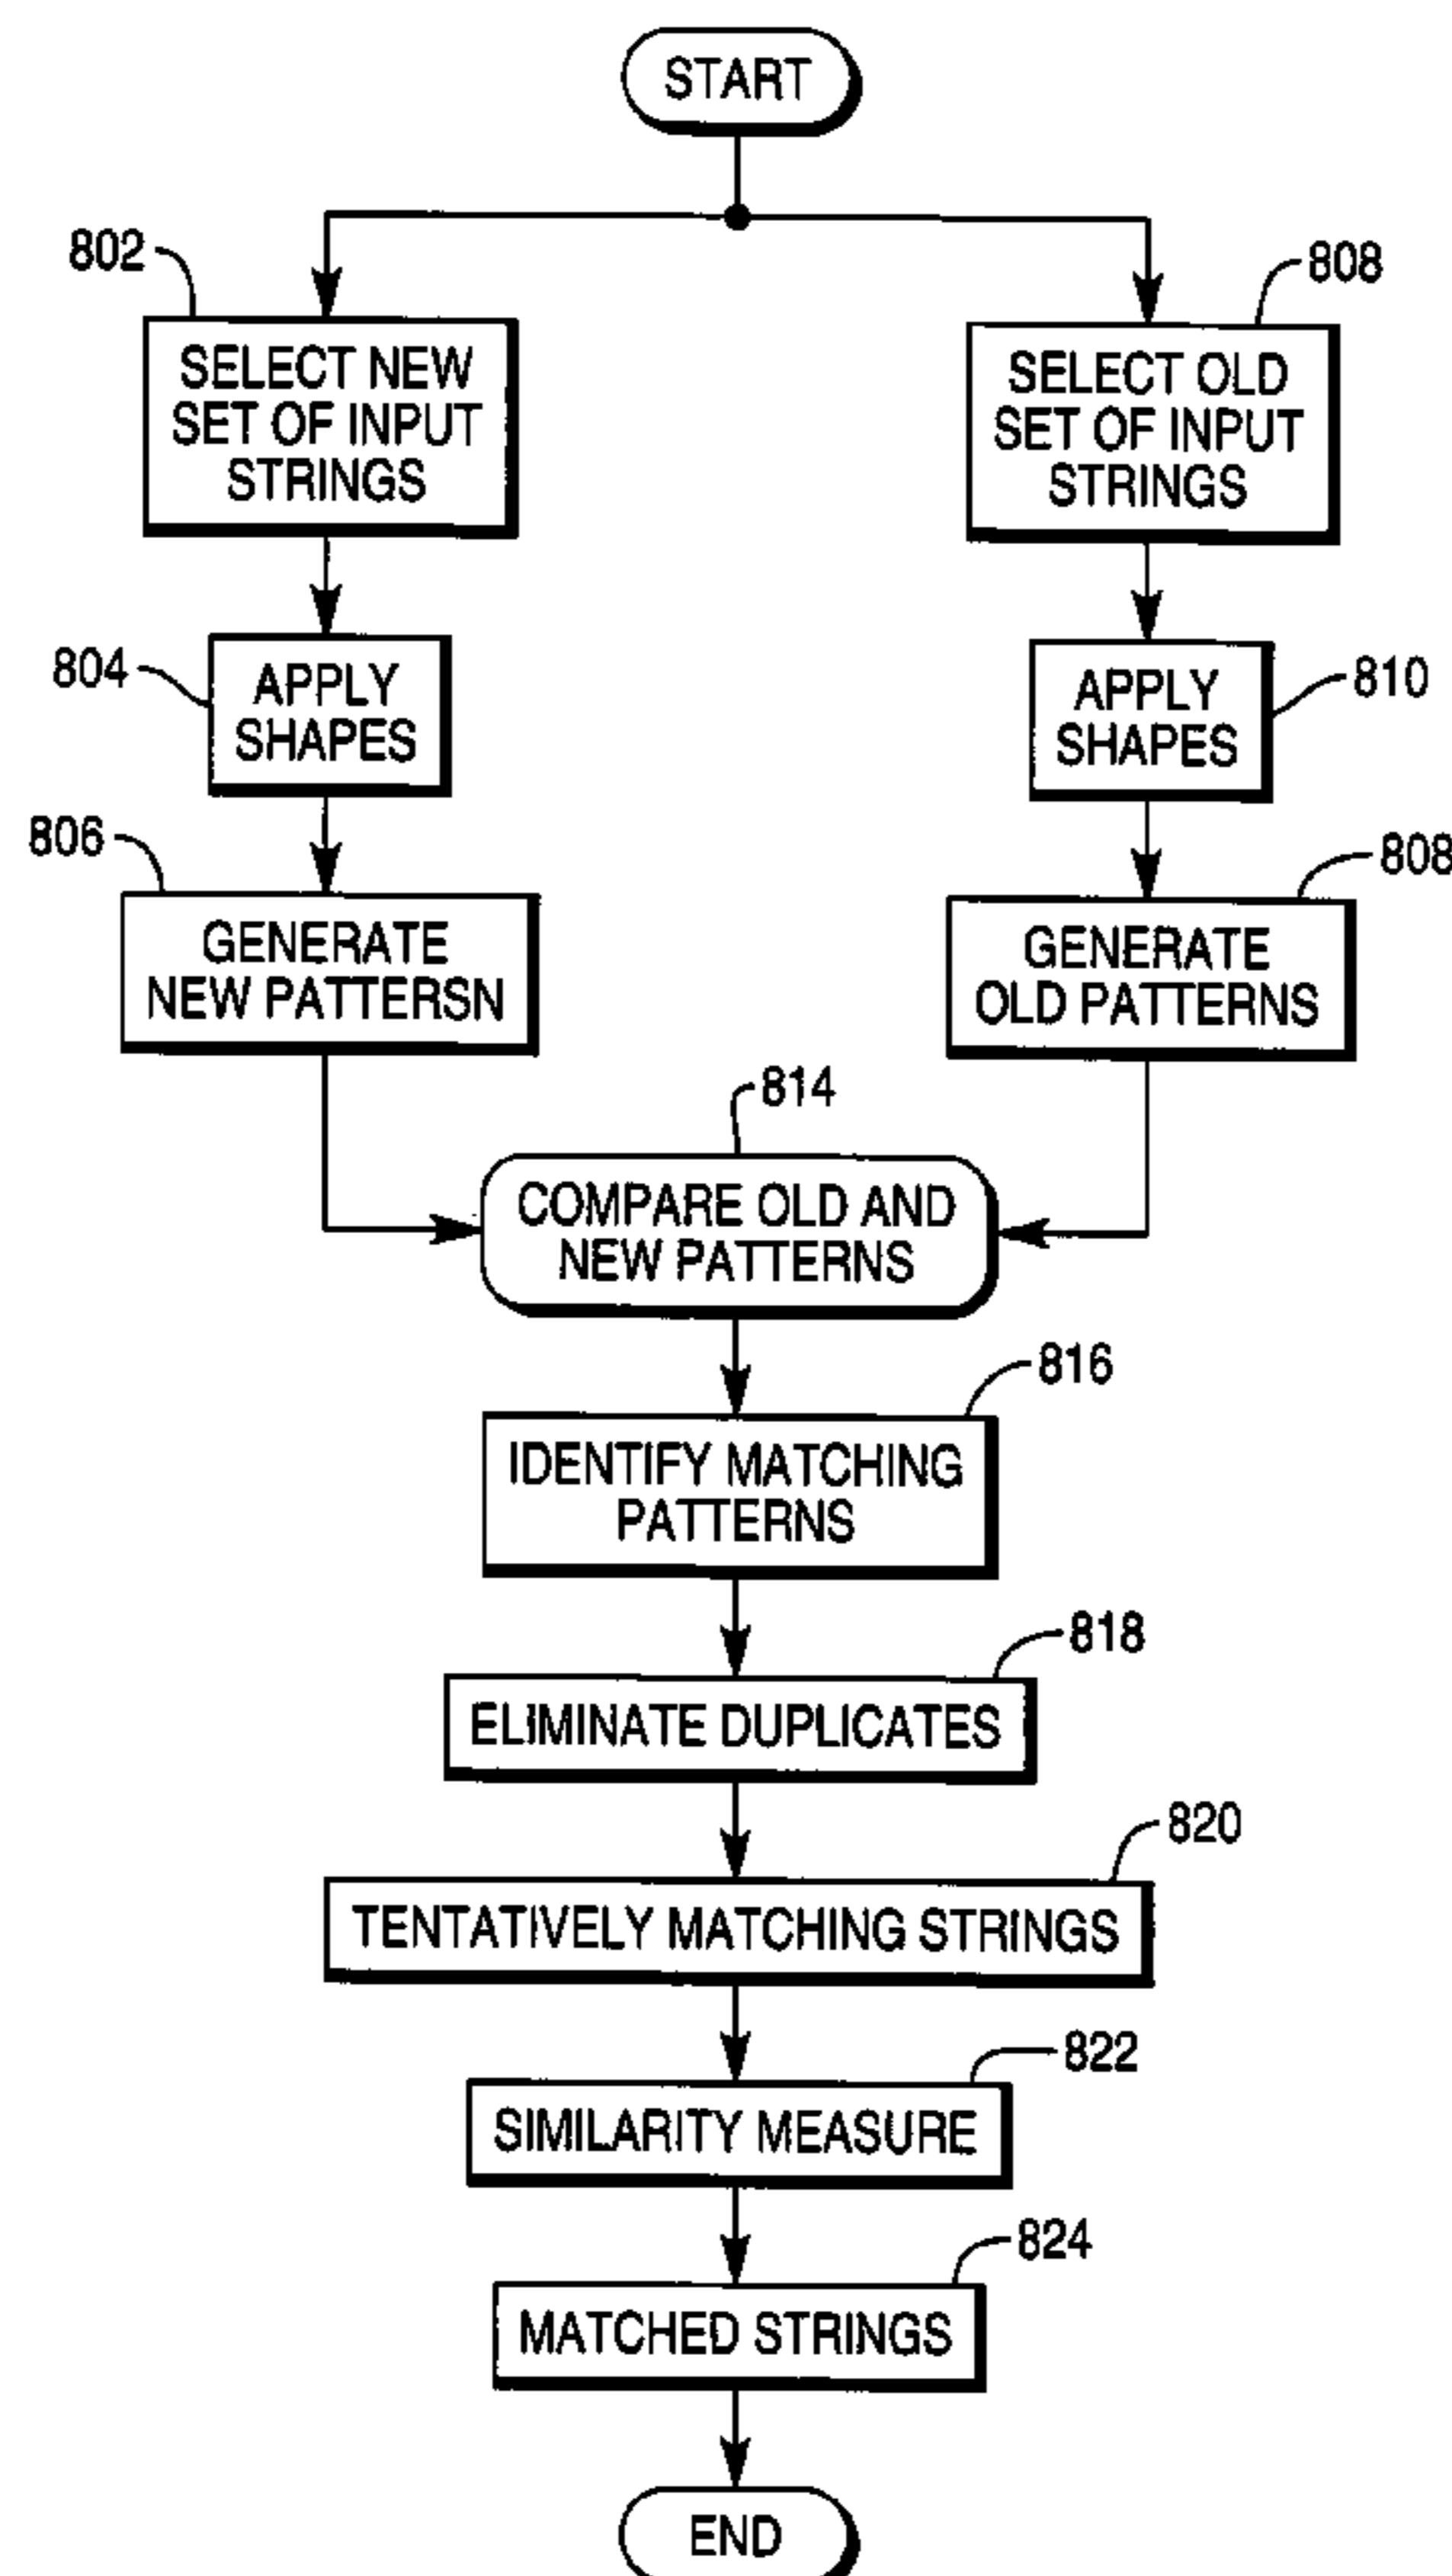 START
802
808
SELECT NEW
SET OF INPUT
STRINGS
SELECT OLD
SET OF INPUT
STRINGS
804
APPLY
SHAPES
810
APPLY
SHAPES
806
GENERATE
NEW PATTERSN
808
GENERATE
OLD PATTERNS
814
COMPARE OLD AND
NEW PATTERNS
816
IDENTIFY MATCHING
PATTERNS
818
ELIMINATE DUPLICATES
820
TENTATIVELY MATCHING STRINGS
822
SIMILARITY MEASURE
824
MATCHED STRINGS
END